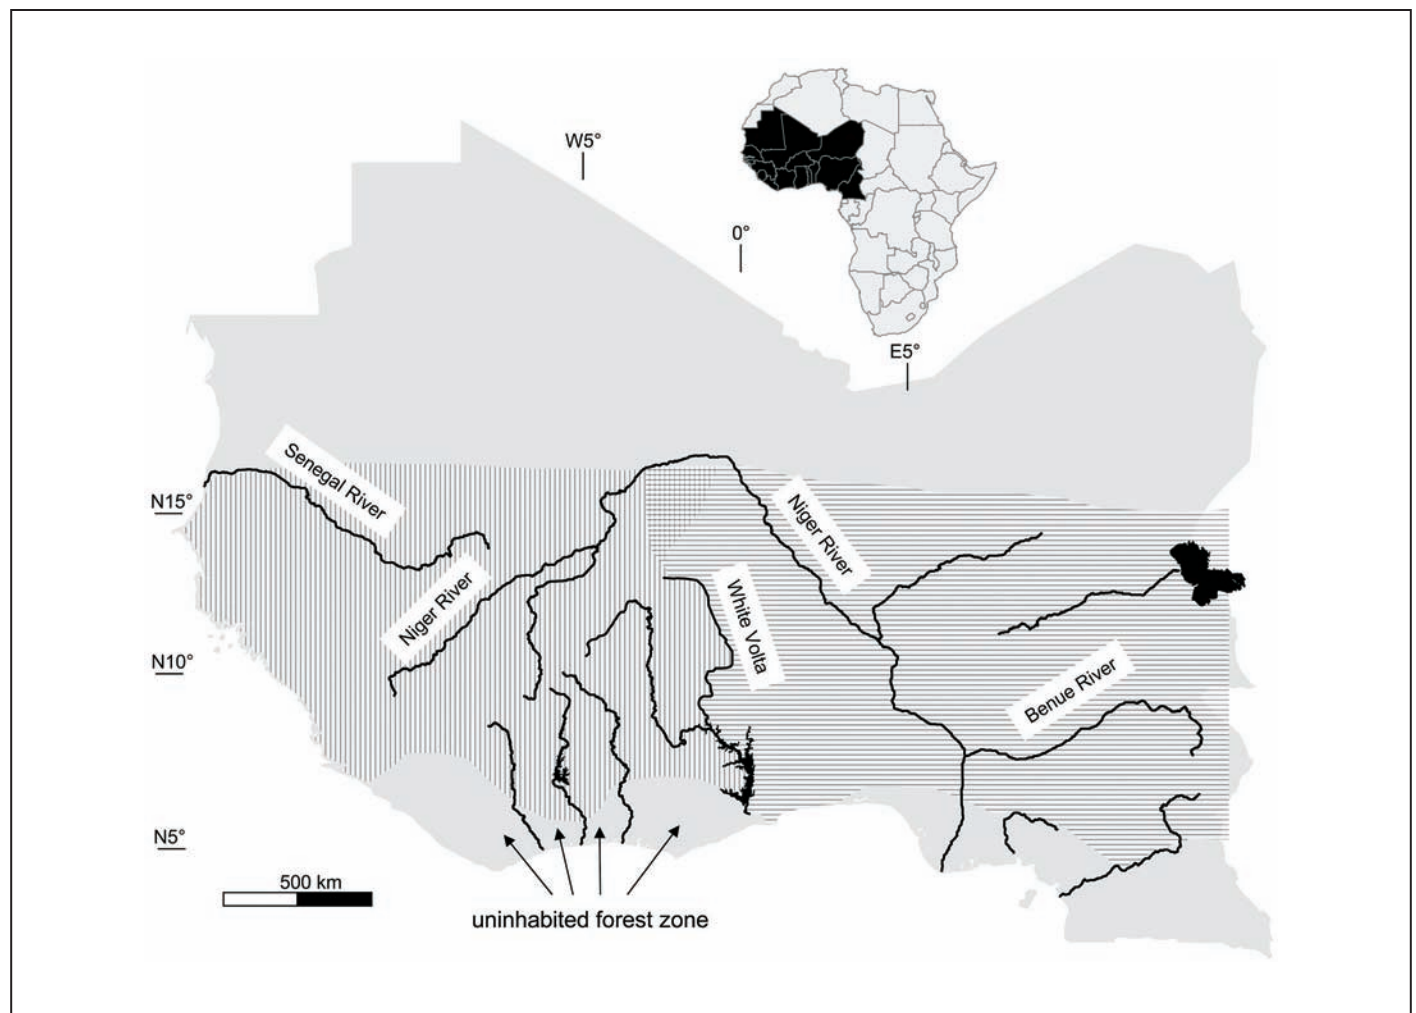 W5°
0°
E5°
Senegal River
N15°
Niger River
Niger River
White Volta
N10°
Benue River
N5°
500 km
uninhabited forest zone